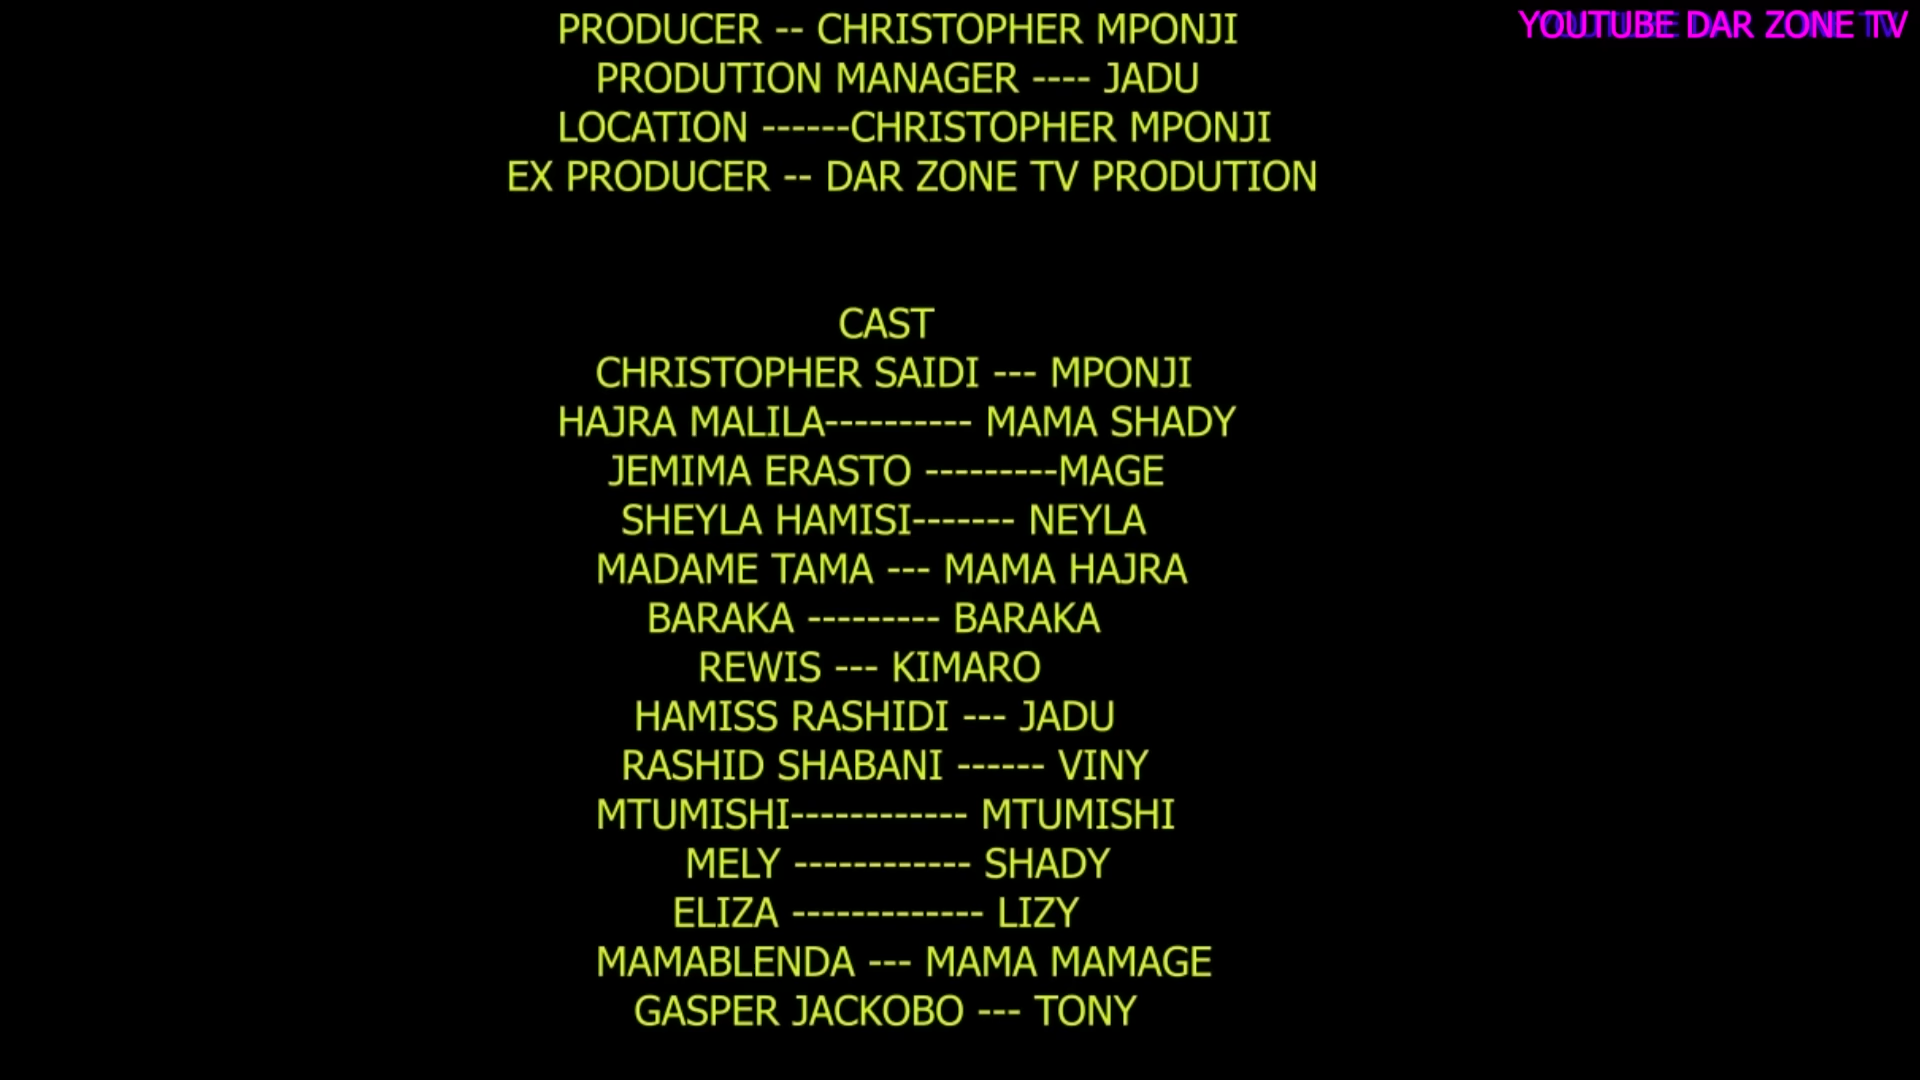 PRODUCER -- CHRISTOPHER MPONJI
YOUTUBE DAR ZONE TV
PRODUTION MANAGER ---- JADU
LOCATION ------CHRISTOPHER MPONJI
EX PRODUCER -- DAR ZONE TV PRODUTION
CAST
CHRISTOPHER SAIDI --- MPONJI
HAJRA MALILA---------- MAMA SHADY
JEMIMA ERASTO ---------MAGE
SHEYLA HAMISI------- NEYLA
MADAME TAMA --- MAMA HAJRA
BARAKA --------- BARAKA
REWIS --- KIMARO
HAMISS RASHIDI --- JADU
RASHID SHABANI ------ VINY
MTUMISHI------------ MTUMISHI
MELY ------------ SHADY
ELIZA ------------- LIZY
MAMABLENDA --- MAMA MAMAGE
GASPER JACKOBO --- TONY